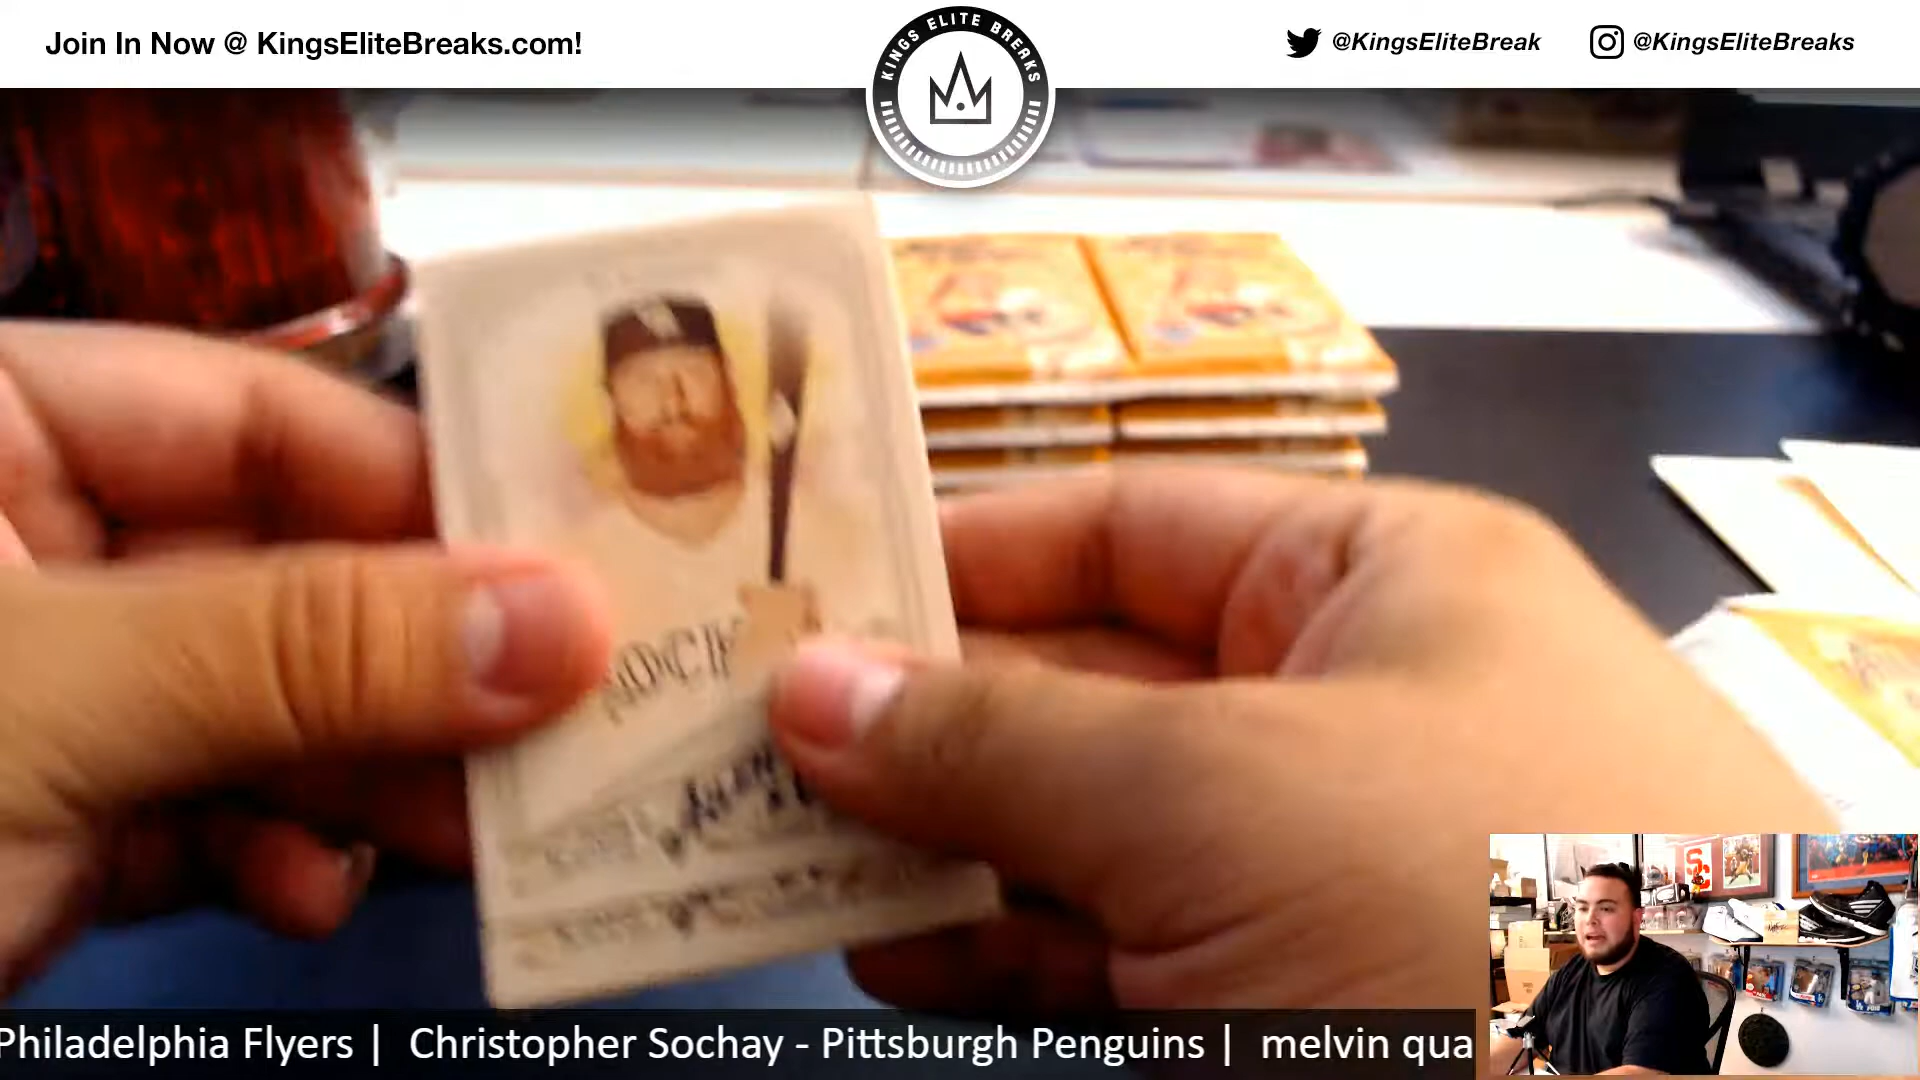 Join In Now @ KingsEliteBreaks.com!
KINGS ELITE BREAKS
@KingsEliteBreak
@KingsEliteBreaks
Philadelphia Flyers | Christopher Sochay - Pittsburgh Penguins | melvin qua